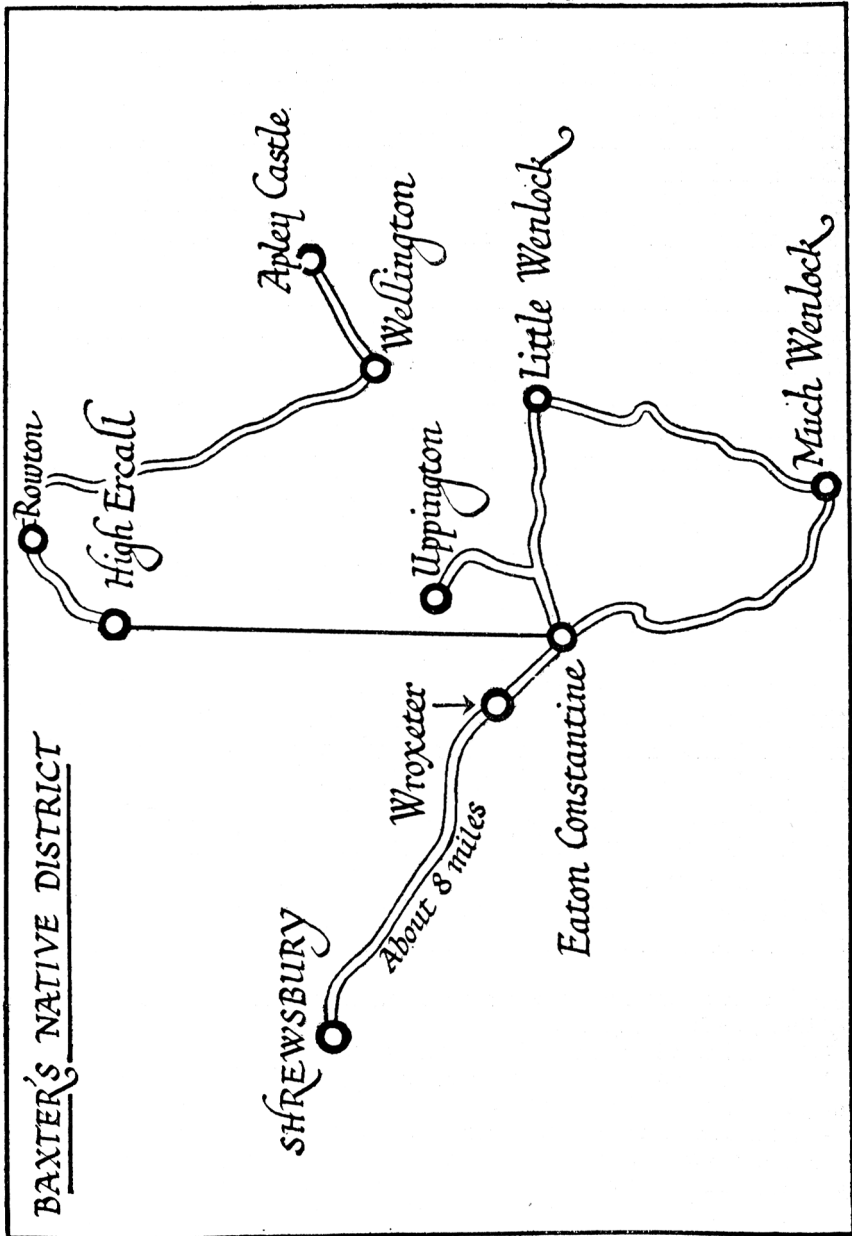 BAXTER'S NATIVE DISTRICT
Rowton
High Ercall
Apley Castle
Wellington
SHREWSBURY
Wroxeter
Uppington
About 8 miles
Little Wenlock
Eaton Constantine
Much Wenlock